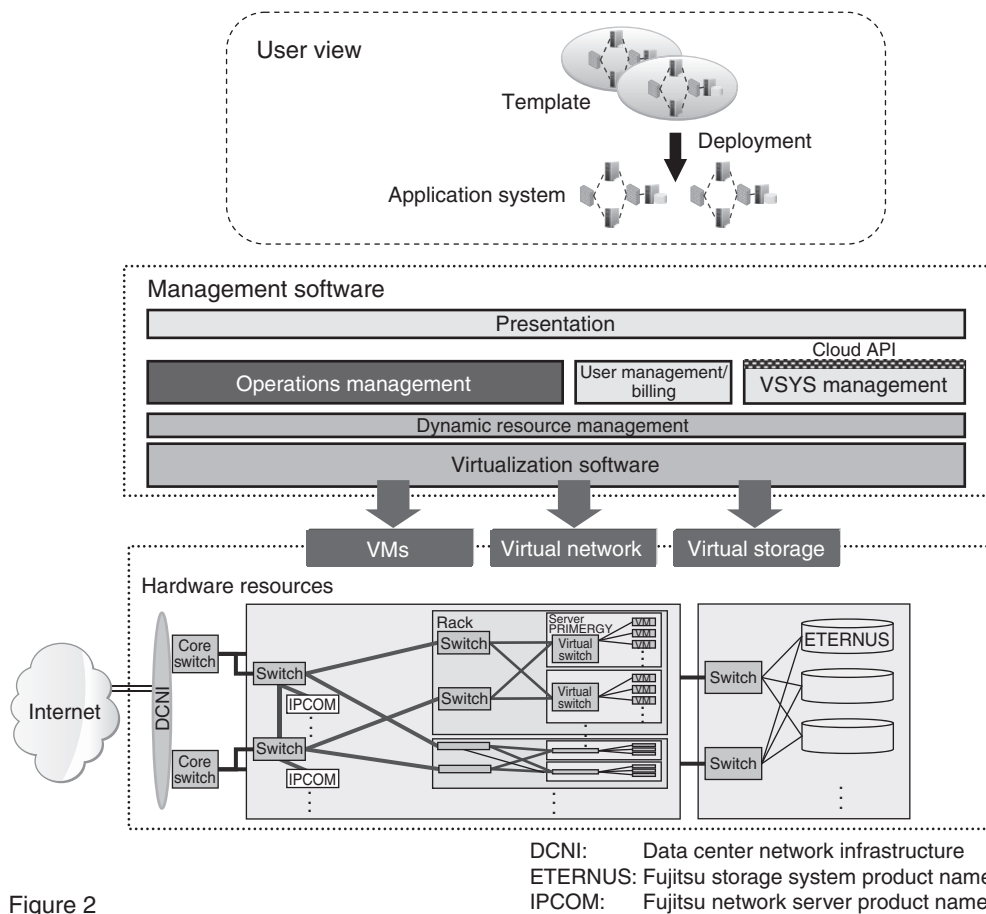 User view
Template
Deployment
Application system
Management software
Presentation
Cloud API
Operations management
User management/
billing
VSYS management
Dynamic resource management
Virtualization software
VMs
Virtual network
Virtual storage
Hardware resources
Internet
DCNI
Core
switch
Core
switch
Switch
IPCOM
Switch
IPCOM
Rack
Switch
Switch
Server
PRIMERGY
Virtual
switch
VM
VM
VM
Virtual
switch
VM
VM
VM
Switch
Switch
ETERNUS
DCNI: Data center network infrastructure
ETERNUS: Fujitsu storage system product name
IPCOM: Fujitsu network server product name
Figure 2